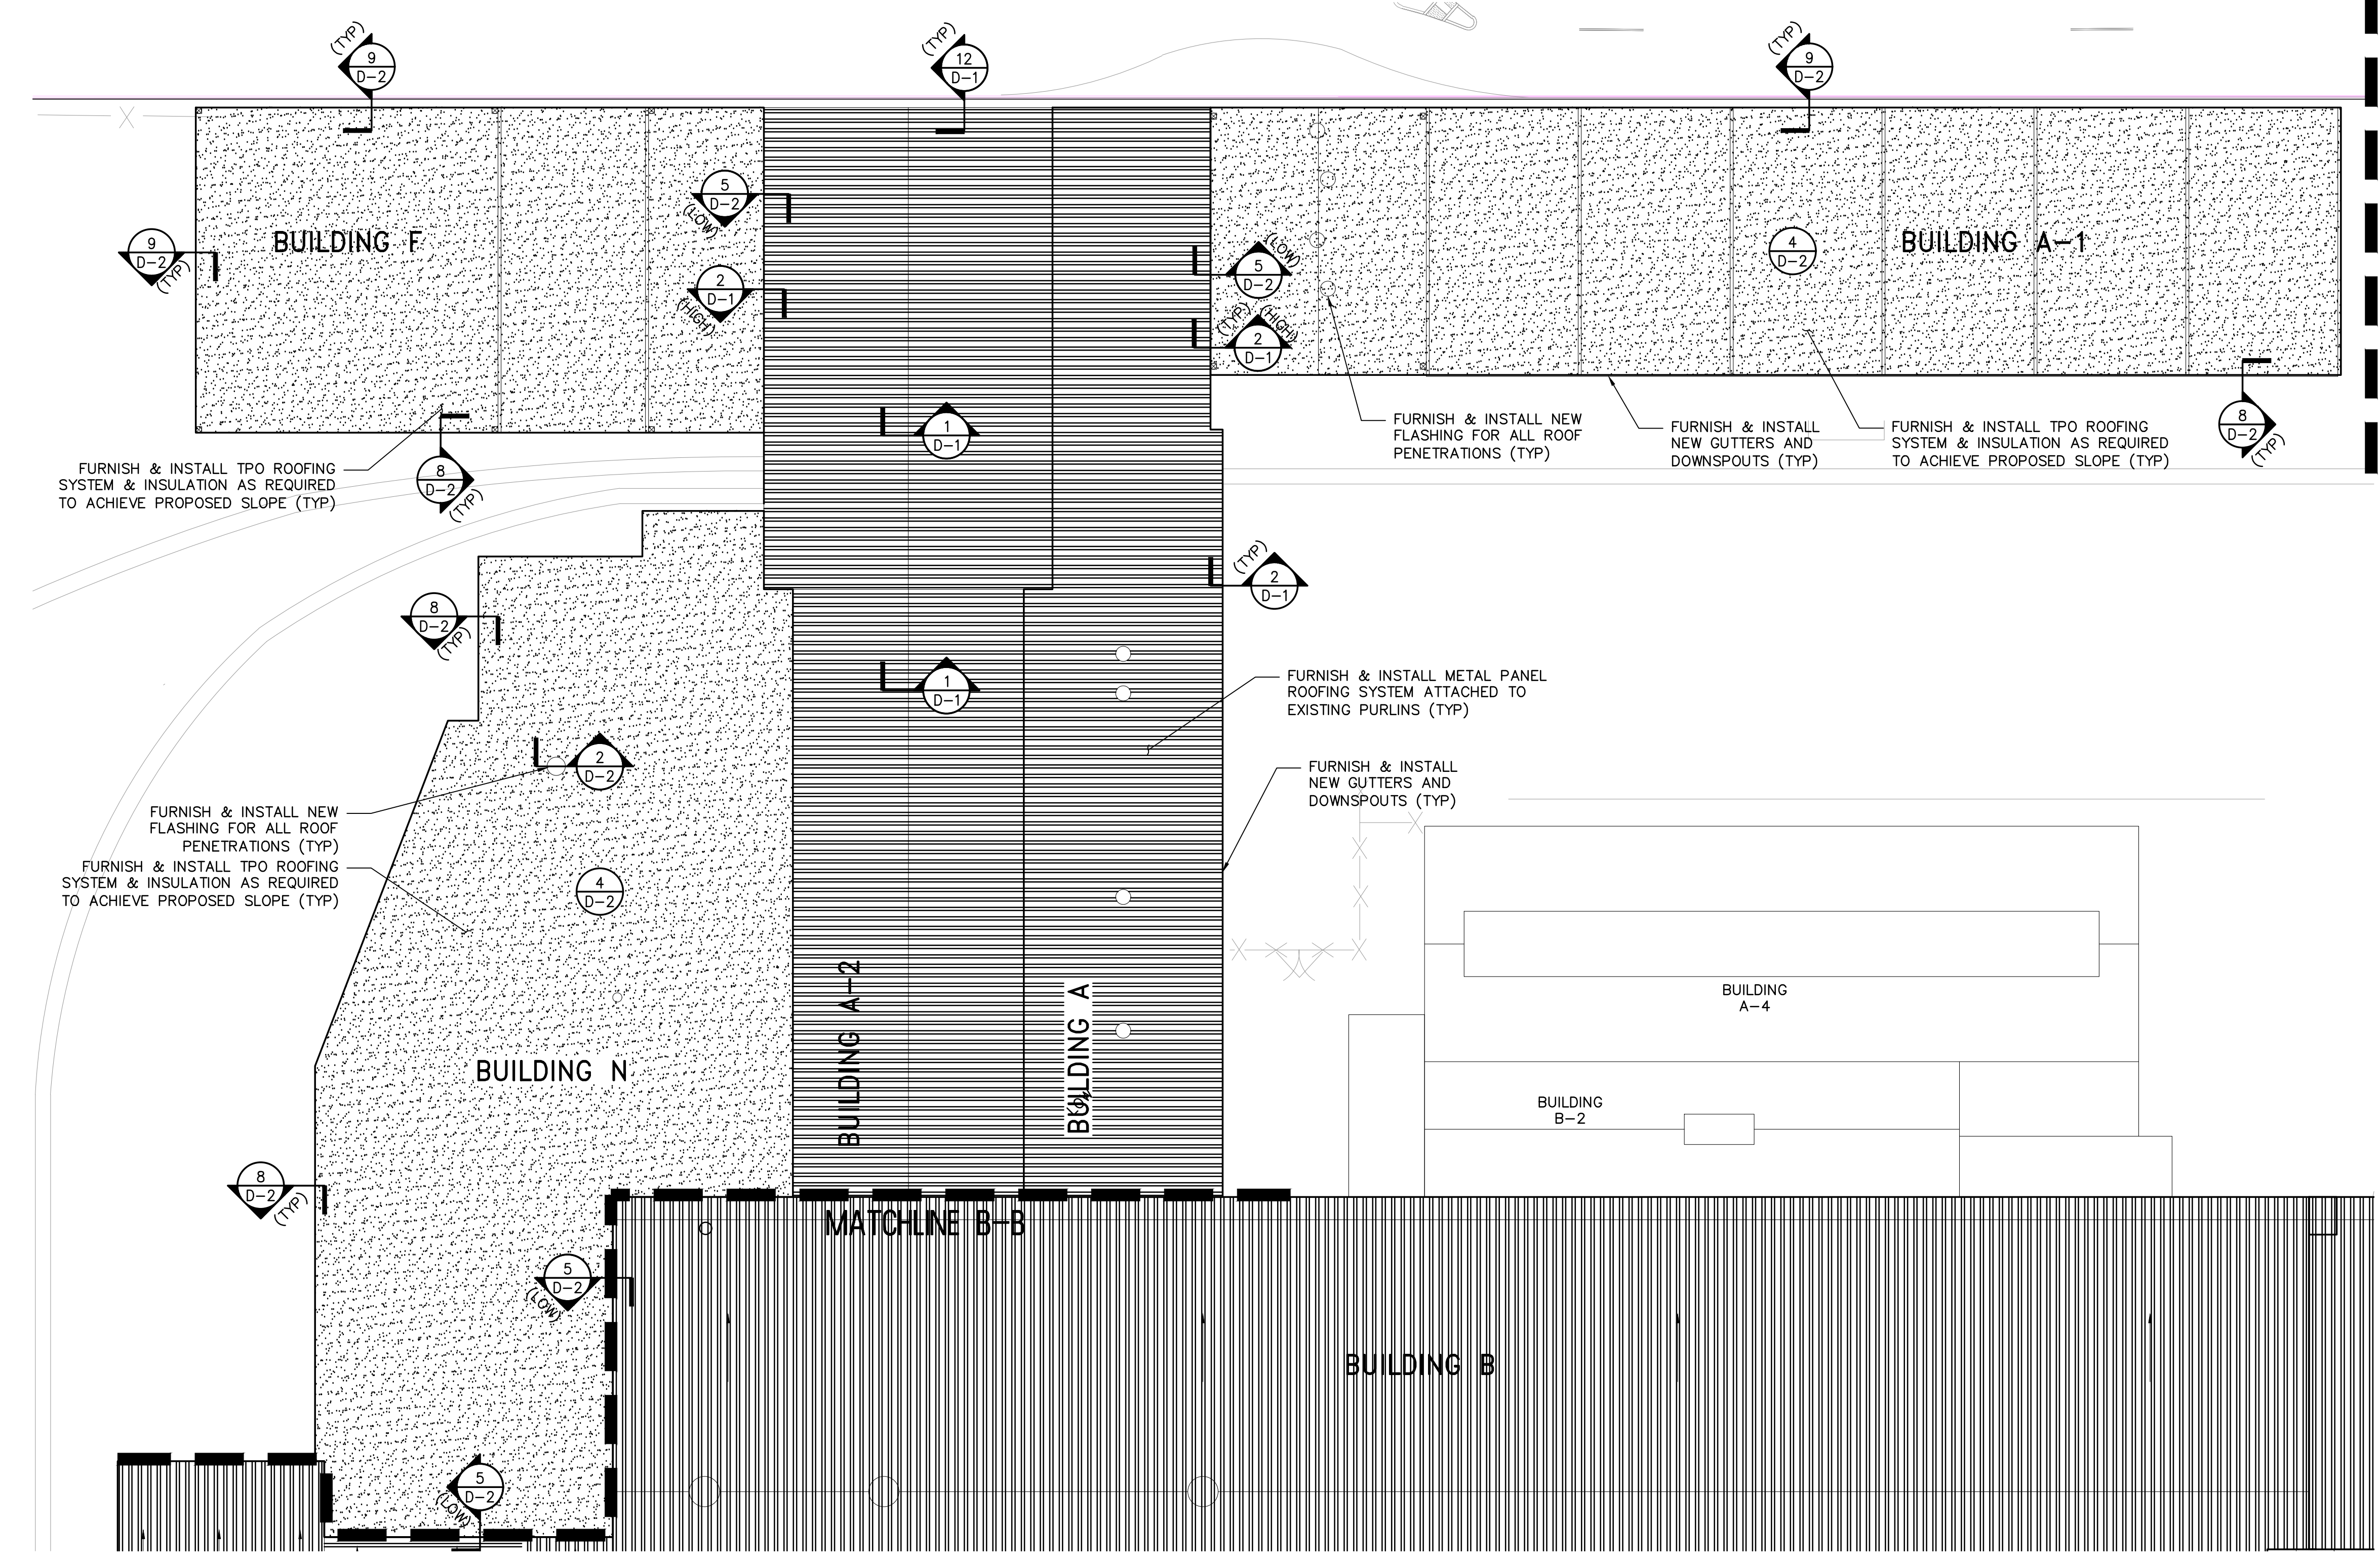 (TYP)
9
D-2
(TYP)
12
D-1
(TYP)
9
D-2
5
D-2
(LOW)
BUILDING F
9
D-2
(TYP)
2
D-1
(HIGH)
(LOW)
5
D-2
(TYP)
(HIGH)
2
D-1
4
D-2
BUILDING A-1
1
D-1
8
D-2
(TYP)
FURNISH & INSTALL NEW
FLASHING FOR ALL ROOF
PENETRATIONS (TYP)
FURNISH & INSTALL
NEW GUTTERS AND
DOWNSPOUTS (TYP)
FURNISH & INSTALL TPO ROOFING
SYSTEM & INSULATION AS REQUIRED
TO ACHIEVE PROPOSED SLOPE (TYP)
FURNISH & INSTALL TPO ROOFING
SYSTEM & INSULATION AS REQUIRED
TO ACHIEVE PROPOSED SLOPE (TYP)
8
D-2
(TYP)
(TYP)
2
D-1
8
D-2
(TYP)
1
D-1
FURNISH & INSTALL METAL PANEL
ROOFING SYSTEM ATTACHED TO
EXISTING PURLINS (TYP)
2
D-2
FURNISH & INSTALL
NEW GUTTERS AND
DOWNSPOUTS (TYP)
FURNISH & INSTALL NEW
FLASHING FOR ALL ROOF
PENETRATIONS (TYP)
FURNISH & INSTALL TPO ROOFING
SYSTEM & INSULATION AS REQUIRED
TO ACHIEVE PROPOSED SLOPE (TYP)
4
D-2
BUILDING A-2
BUILDING A
BUILDING
A-4
BUILDING N
BUILDING
B-2
8
D-2
(TYP)
MATCHLINE B-B
5
D-2
(LOW)
BUILDING B
5
D-2
(LOW)